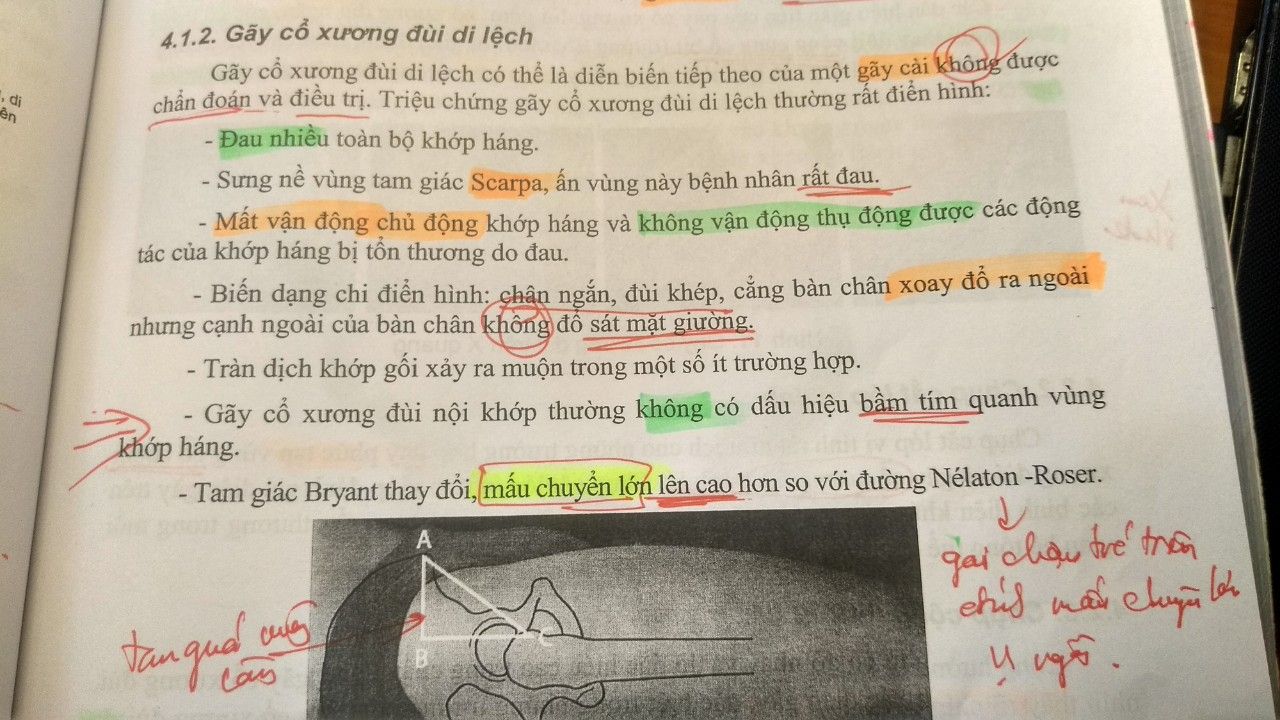 , di
ên
4.1.2. Gãy cổ xương đùi di lệch
Gãy cổ xương đùi di lệch có thể là diễn biến tiếp theo của một gãy cài không được
chẩn đoán và điều trị. Triệu chứng gãy cổ xương đùi di lệch thường rất điển hình:
- Đau nhiều toàn bộ khớp háng.
- Sưng nề vùng tam giác Scarpa, ấn vùng này bệnh nhân rất đau.
- Mất vận động chủ động khớp háng và không vận động thụ động được các động
tác của khớp háng bị tổn thương do đau.
- Biến dạng chi điển hình: chân ngắn, đùi khép, cẳng bàn chân xoay đổ ra ngoài
nhưng cạnh ngoài của bàn chân không đổ sát mặt giường.
- Tràn dịch khớp gối xảy ra muộn trong một số ít trường hợp.
- Gãy cổ xương đùi nội khớp thường không có dấu hiệu bầm tím quanh vùng
khớp háng.
- Tam giác Bryant thay đổi, mấu chuyển lớn lên cao hơn so với đường Nélaton -Roser.
A
B
C
gai chậu trước trên
mấu chuyển lớn
Ụ ngồi.